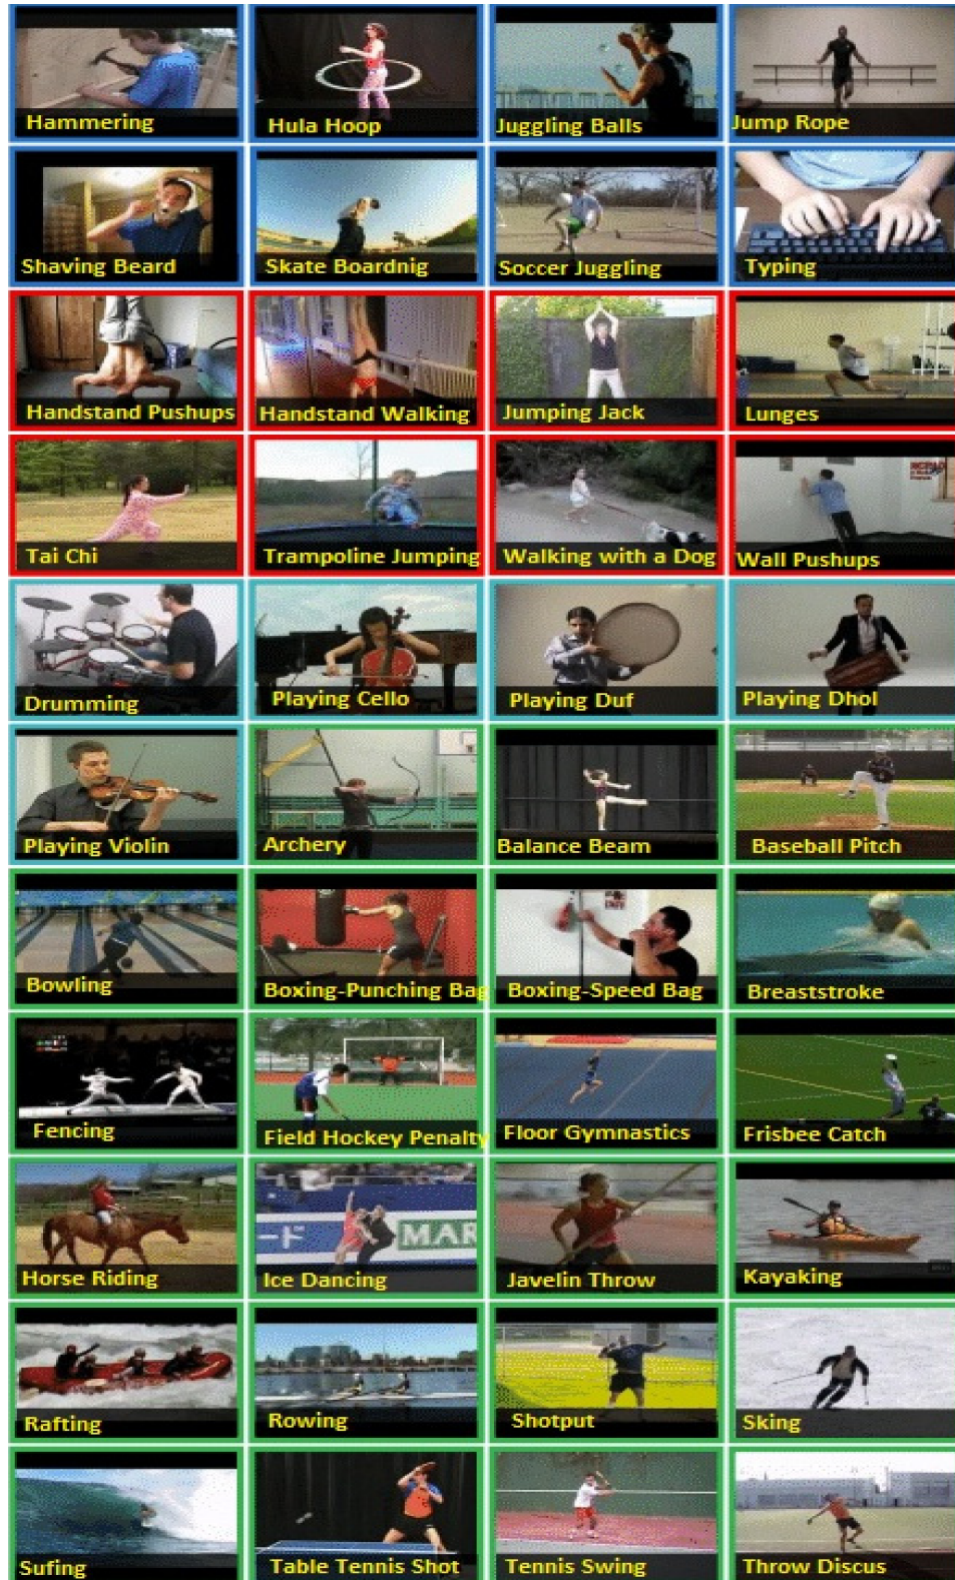 Hammering
Hula Hoop
Juggling Balls
Jump Rope
Shaving Beard
Skate Boardnig
Soccer Juggling
Typing
Handstand Pushups
Handstand Walking
Jumping Jack
Lunges
Tai Chi
Trampoline Jumping
Walking with a Dog
Wall Pushups
Drumming
Playing Cello
Playing Duf
Playing Dhol
Playing Violin
Archery
Balance Beam
Baseball Pitch
Bowling
Boxing-Punching Bag
Boxing-Speed Bag
Breaststroke
Fencing
Field Hockey Penalty
Floor Gymnastics
Frisbee Catch
Horse Riding
ード MAR
Ice Dancing
Javelin Throw
Kayaking
Rafting
Rowing
Shotput
Sking
Sufing
Table Tennis Shot
Tennis Swing
Throw Discus